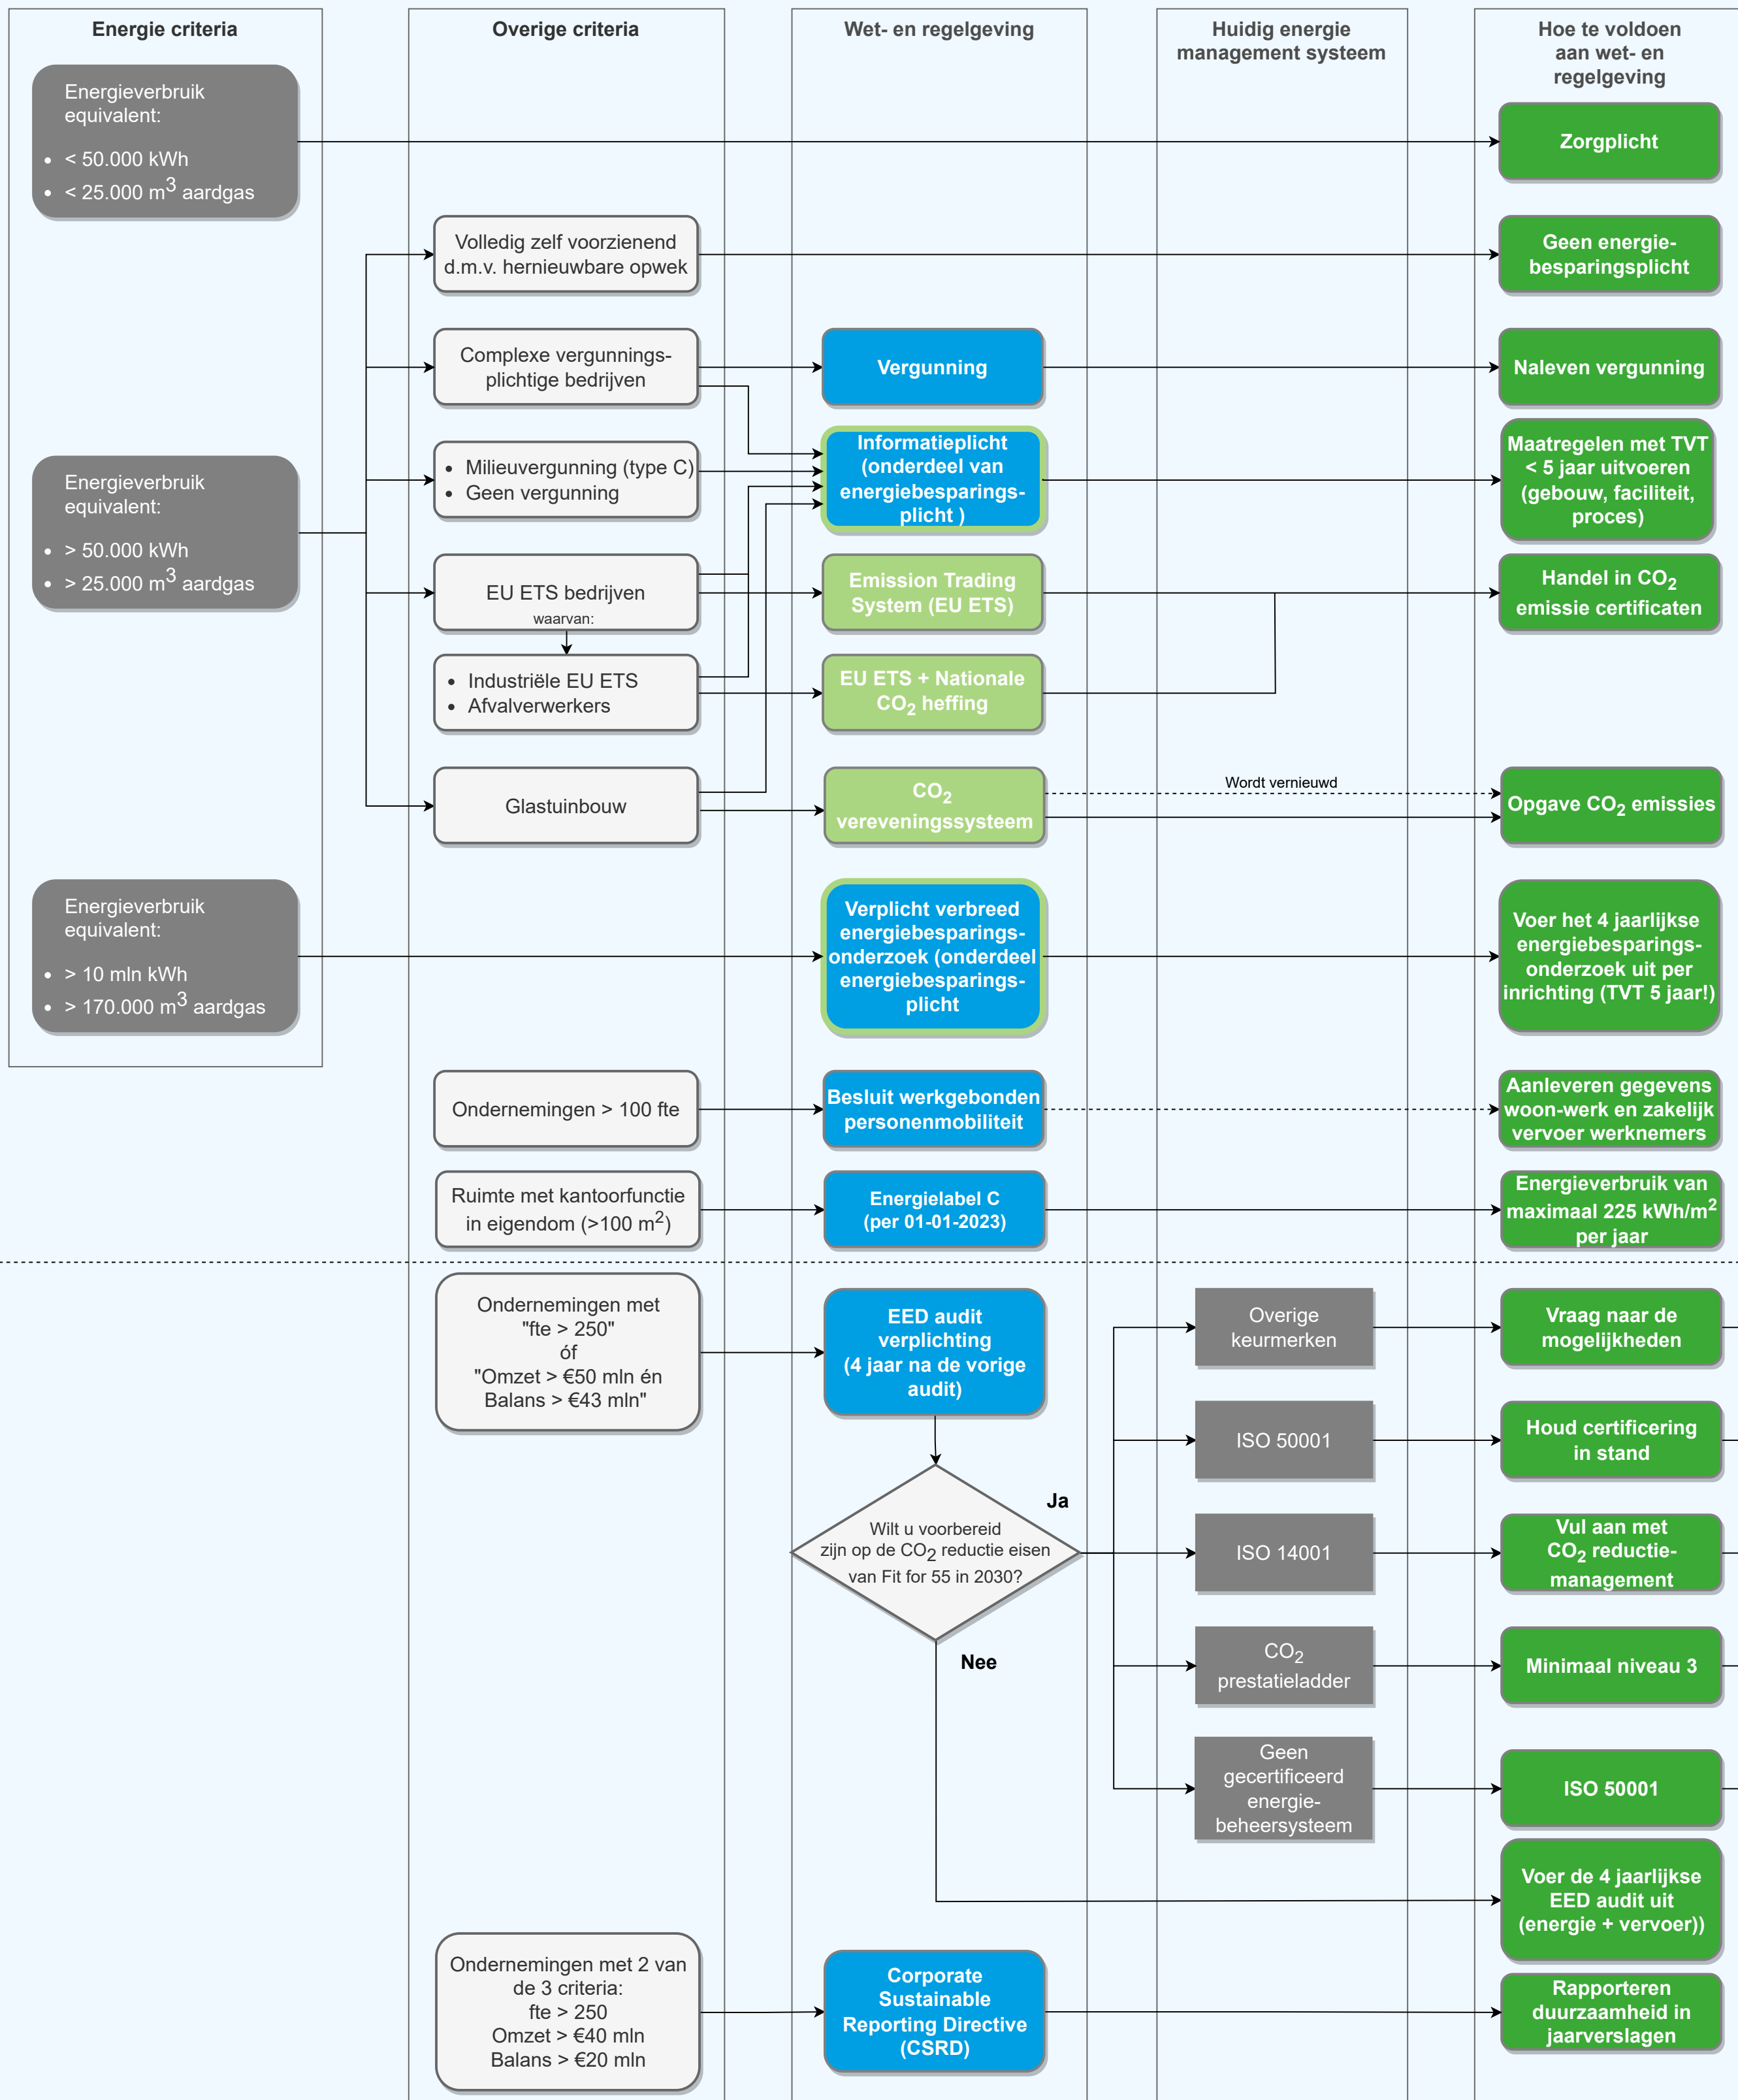 Energie criteria
Overige criteria
Wet- en regelgeving
Huidig energie
management systeem
Hoe te voldoen
aan wet- en
regelgeving
Energieverbruik
equivalent:
• < 50.000 kWh
• < 25.000 m³ aardgas
Zorgplicht
Volledig zelf voorzienend
d.m.v. hernieuwbare opwek
Geen energie-
besparingsplicht
Complexe vergunnings-
plichtige bedrijven
Vergunning
Naleven vergunning
Energieverbruik
equivalent:
• > 50.000 kWh
• > 25.000 m³ aardgas
• Milieuvergunning (type C)
• Geen vergunning
Informatieplicht
(onderdeel van
energiebesparings-
plicht )
Maatregelen met TVT
< 5 jaar uitvoeren
(gebouw, faciliteit,
proces)
EU ETS bedrijven
waarvan:
Emission Trading
System (EU ETS)
Handel in CO₂
emissie certificaten
• Industriële EU ETS
• Afvalverwerkers
EU ETS + Nationale
CO₂ heffing
Glastuinbouw
CO₂
vereveningssysteem
Wordt vernieuwd
Opgave CO₂ emissies
Energieverbruik
equivalent:
• > 10 mln kWh
• > 170.000 m³ aardgas
Verplicht verbreed
energiebesparings-
onderzoek (onderdeel
energiebesparings-
plicht
Voer het 4 jaarlijkse
energiebesparings-
onderzoek uit per
inrichting (TVT 5 jaar!)
Ondernemingen > 100 fte
Besluit werkgebonden
personenmobiliteit
Aanleveren gegevens
woon-werk en zakelijk
vervoer werknemers
Ruimte met kantoorfunctie
in eigendom (>100 m²)
Energielabel C
(per 01-01-2023)
Energieverbruik van
maximaal 225 kWh/m²
per jaar
Ondernemingen met
"fte > 250"
óf
"Omzet > €50 mln én
Balans > €43 mln"
EED audit
verplichting
(4 jaar na de vorige
audit)
Overige
keurmerken
Vraag naar de
mogelijkheden
ISO 50001
Houd certificering
in stand
Ja
Wilt u voorbereid
zijn op de CO₂ reductie eisen
van Fit for 55 in 2030?
ISO 14001
Vul aan met
CO₂ reductie-
management
Nee
CO₂
prestatieladder
Minimaal niveau 3
Geen
gecertificeerd
energie-
beheersysteem
ISO 50001
Voer de 4 jaarlijkse
EED audit uit
(energie + vervoer))
Ondernemingen met 2 van
de 3 criteria:
fte > 250
Omzet > €40 mln
Balans > €20 mln
Corporate
Sustainable
Reporting Directive
(CSRD)
Rapporteren
duurzaamheid in
jaarverslagen